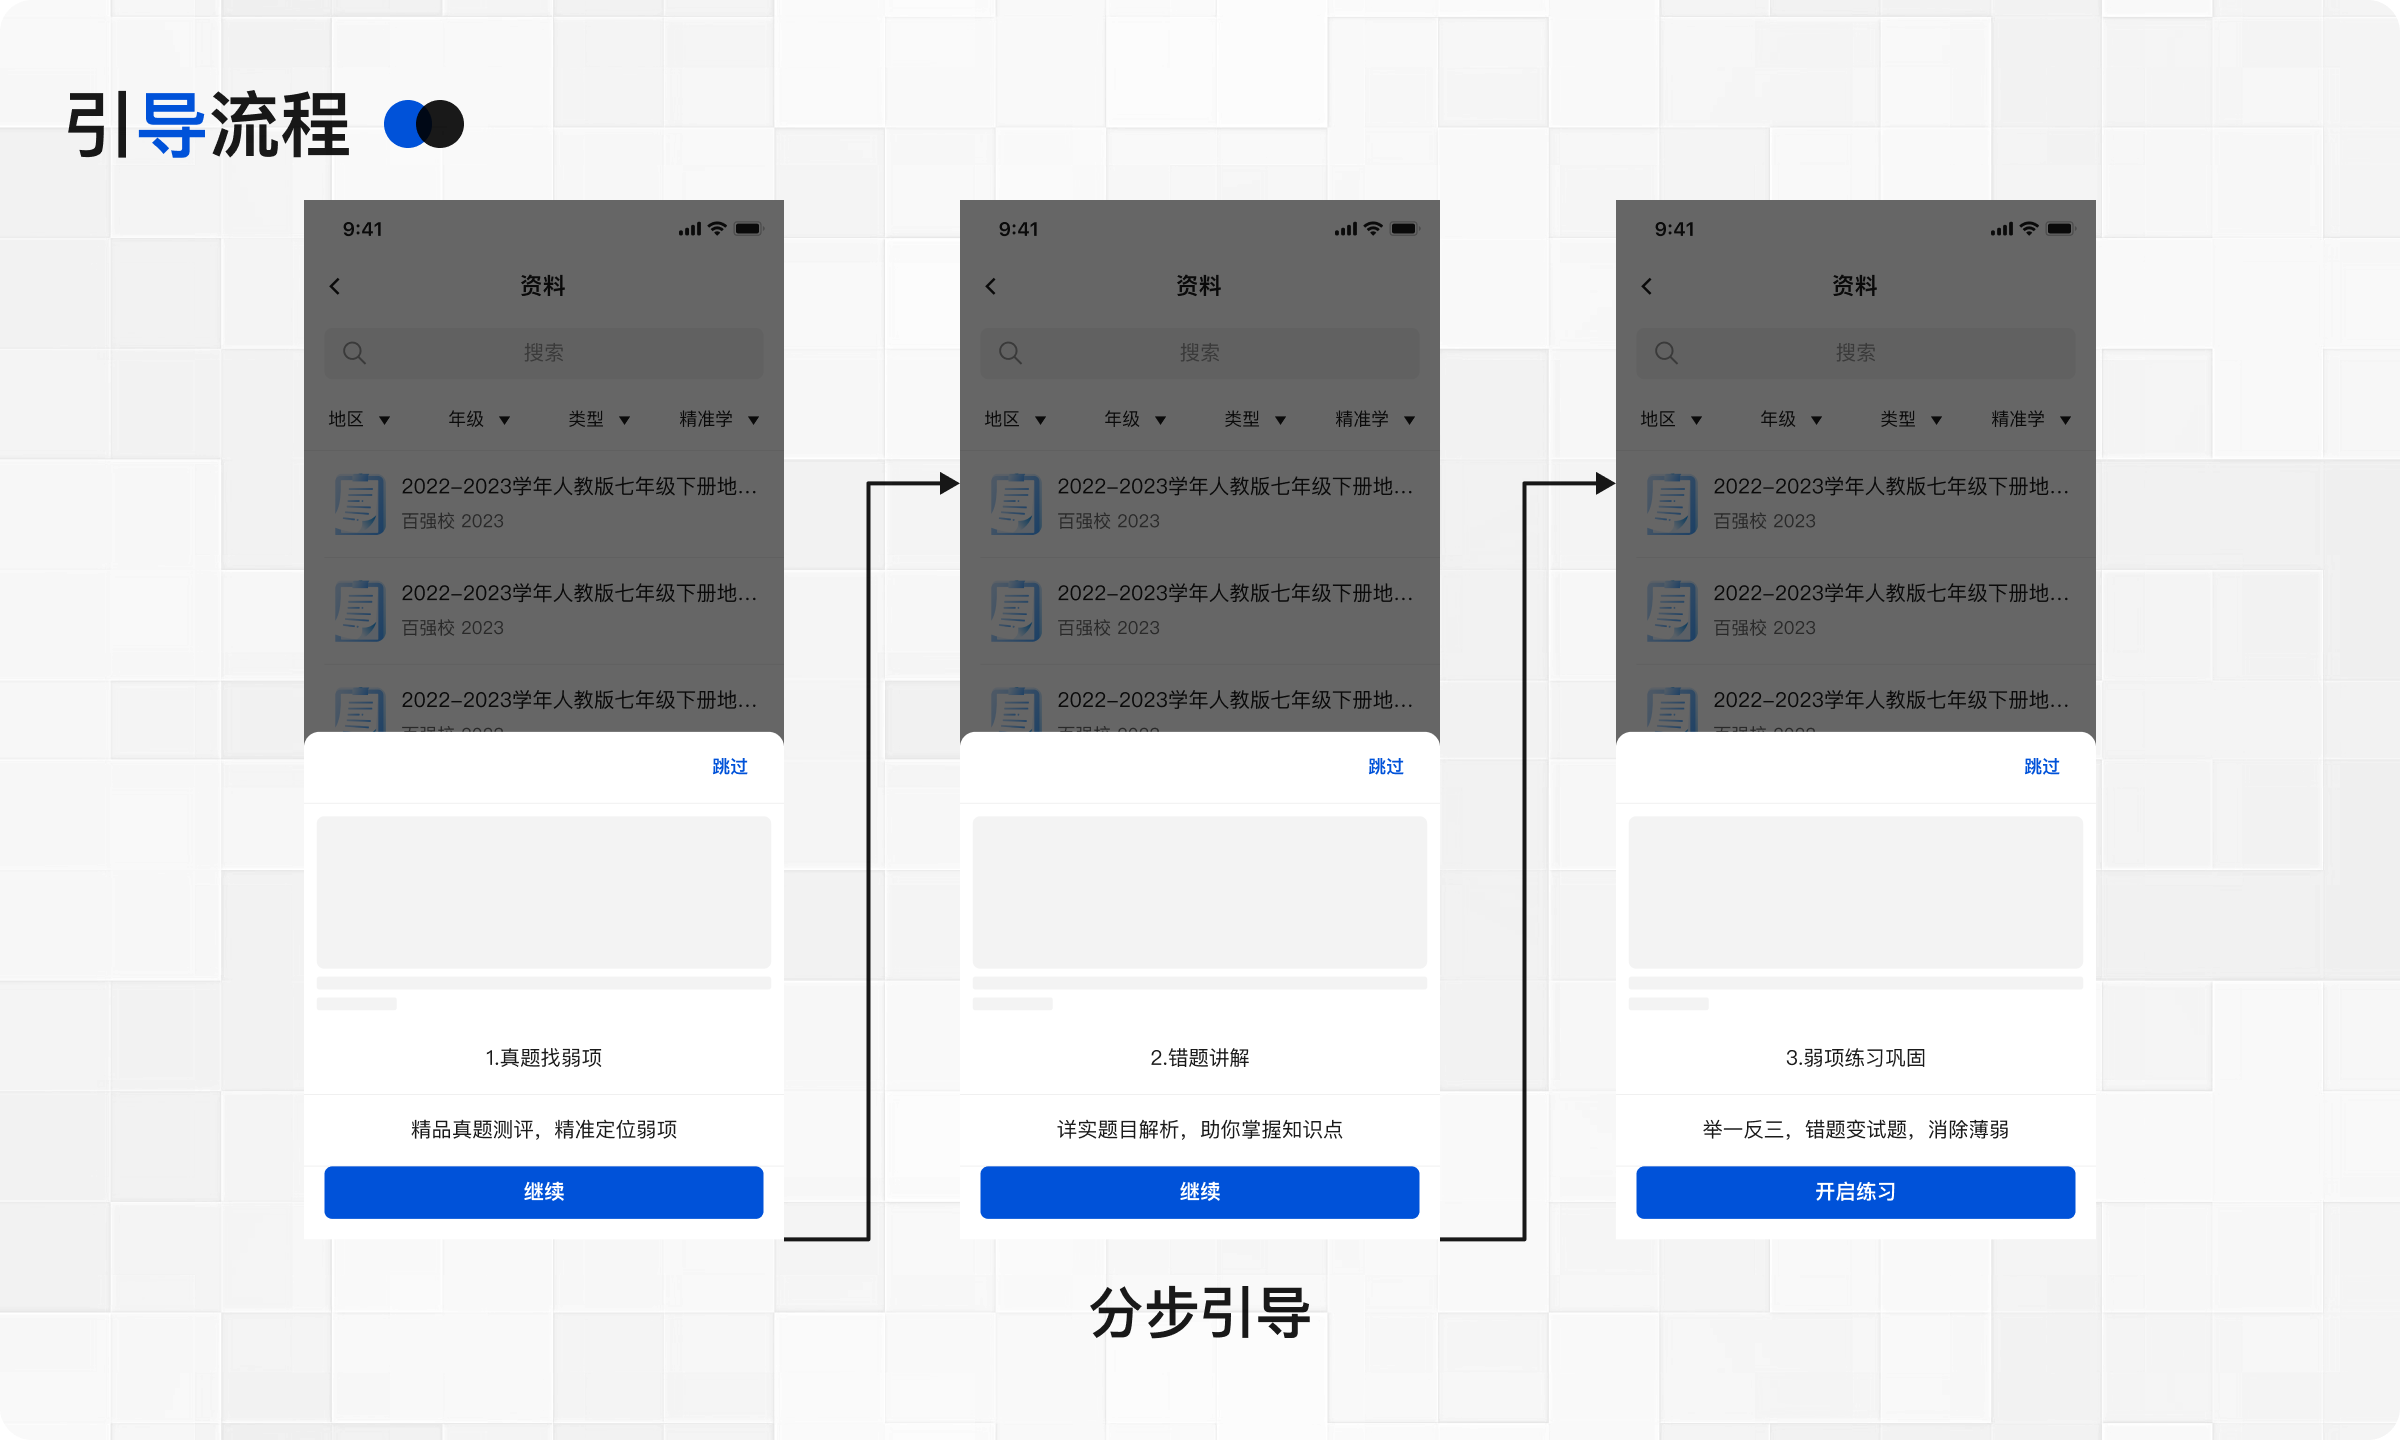 引导流程
9:41
资料
搜索
地区 年级 类型 精准学
2022-2023学年人教版七年级下册地...
百强校 2023
2022-2023学年人教版七年级下册地...
百强校 2023
2022-2023学年人教版七年级下册地...
百强校 2023
跳过
1.真题找弱项
精品真题测评，精准定位弱项
继续
9:41
资料
搜索
地区 年级 类型 精准学
2022-2023学年人教版七年级下册地...
百强校 2023
2022-2023学年人教版七年级下册地...
百强校 2023
2022-2023学年人教版七年级下册地...
百强校 2023
跳过
2.错题讲解
详实题目解析，助你掌握知识点
继续
9:41
资料
搜索
地区 年级 类型 精准学
2022-2023学年人教版七年级下册地...
百强校 2023
2022-2023学年人教版七年级下册地...
百强校 2023
2022-2023学年人教版七年级下册地...
百强校 2023
跳过
3.弱项练习巩固
举一反三，错题变试题，消除薄弱
开启练习
分步引导